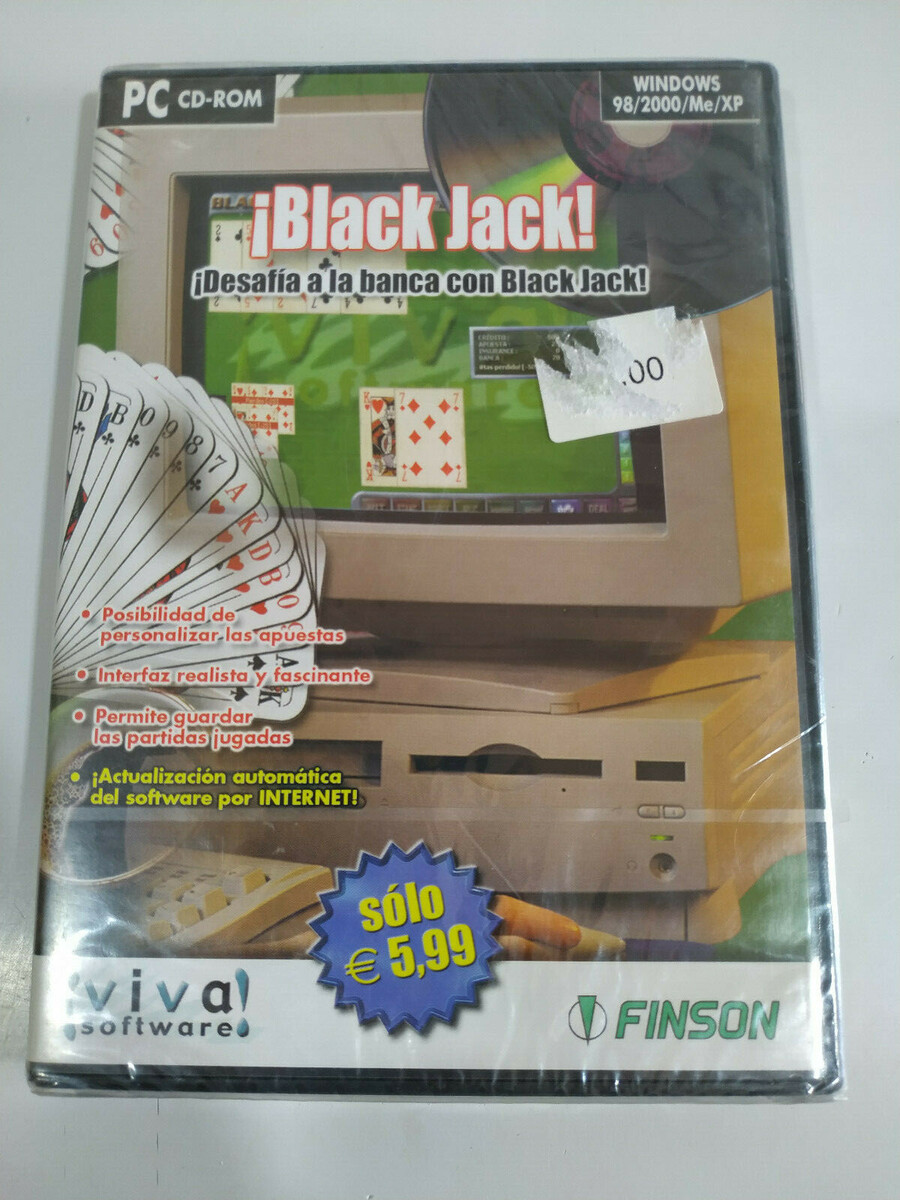 PC CD-ROM
WINDOWS
98/2000/Me/XP
¡Black Jack!
¡Desafía a la banca con Black Jack!
.00
• Posibilidad de
personalizar las apuestas
• Interfaz realista y fascinante
• Permite guardar
las partidas jugadas
• ¡Actualización automática
del software por INTERNET!
sólo
€ 5,99
¡viva!
software
FINSON